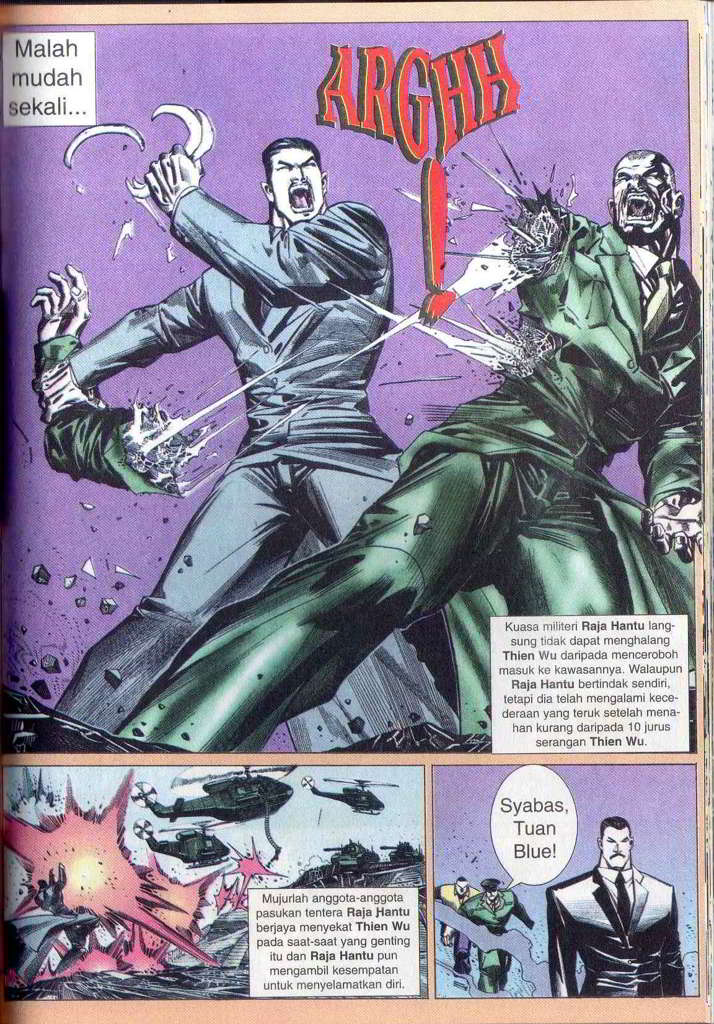 Malah
mudah
sekali...
ARGHH
!
Kuasa militeri Raja Hantu lang-
sung tidak dapat menghalang
Thien Wu daripada menceroboh
masuk ke kawasannya. Walaupun
Raja Hantu bertindak sendiri,
tetapi dia telah mengalami kece-
deraan yang teruk setelah mena-
han kurang daripada 10 jurus
serangan Thien Wu.
Mujurlah anggota-anggota
pasukan tentera Raja Hantu
berjaya menyekat Thien Wu
pada saat-saat yang genting
itu dan Raja Hantu pun
mengambil kesempatan
untuk menyelamatkan diri.
Syabas,
Tuan
Blue!